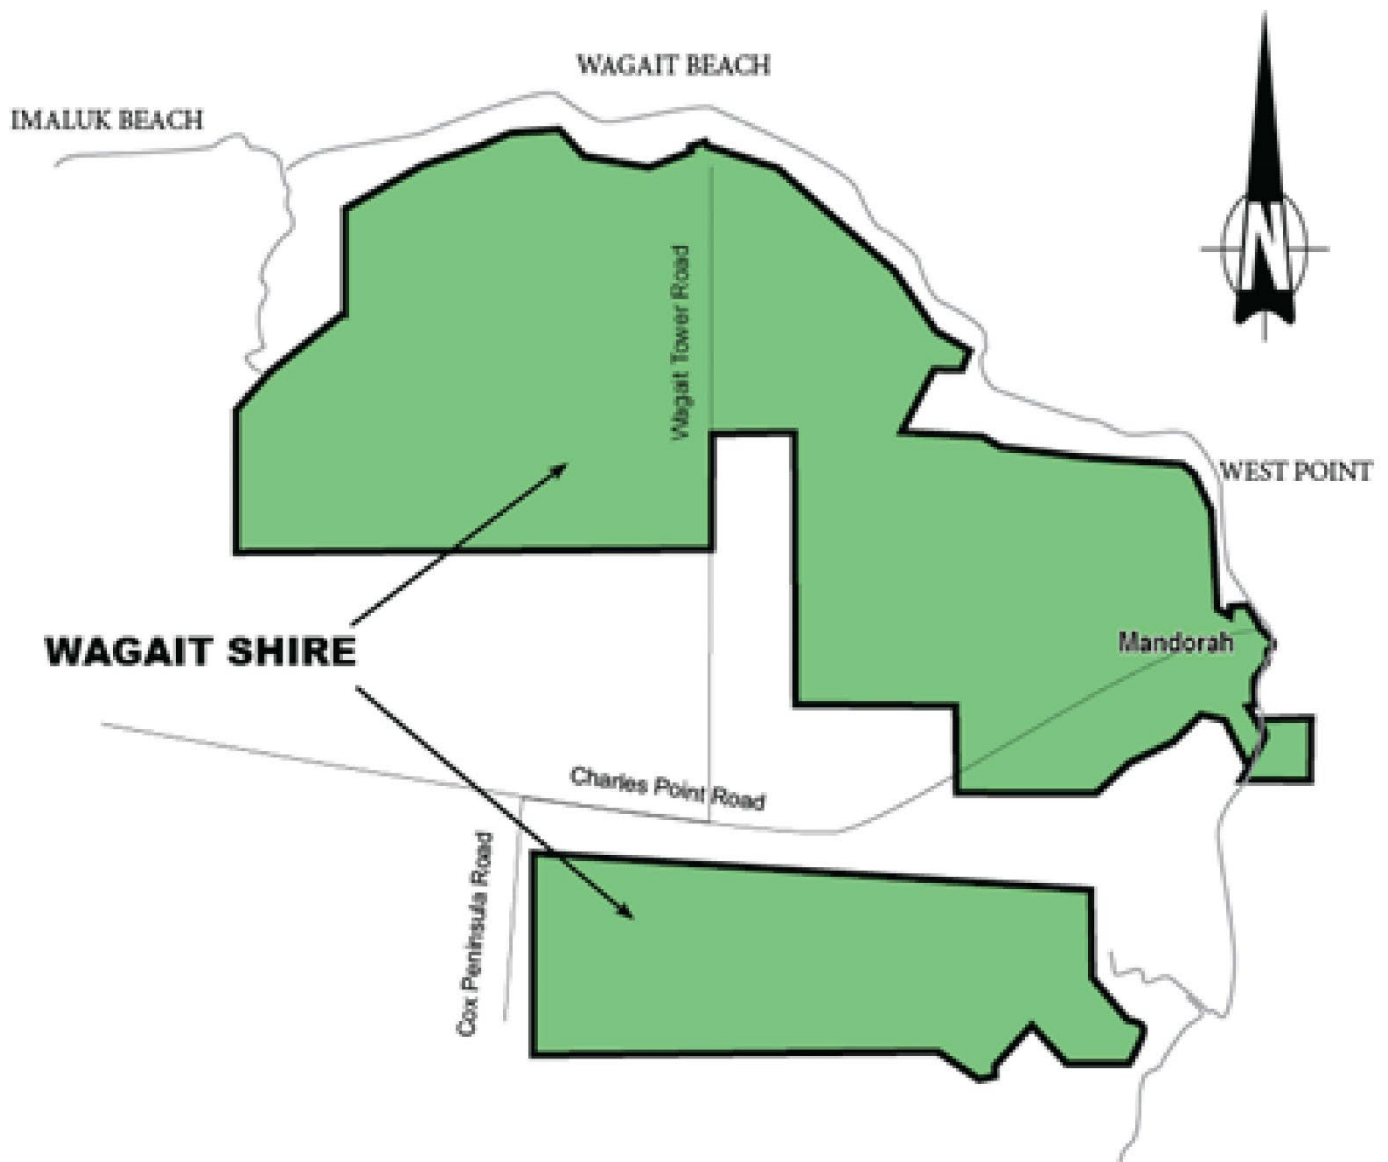 WAGAIT BEACH
IMALUK BEACH
N
Wagait Tower Road
WEST POINT
WAGAIT SHIRE
Mandorah
Charles Point Road
Cox Peninsula Road